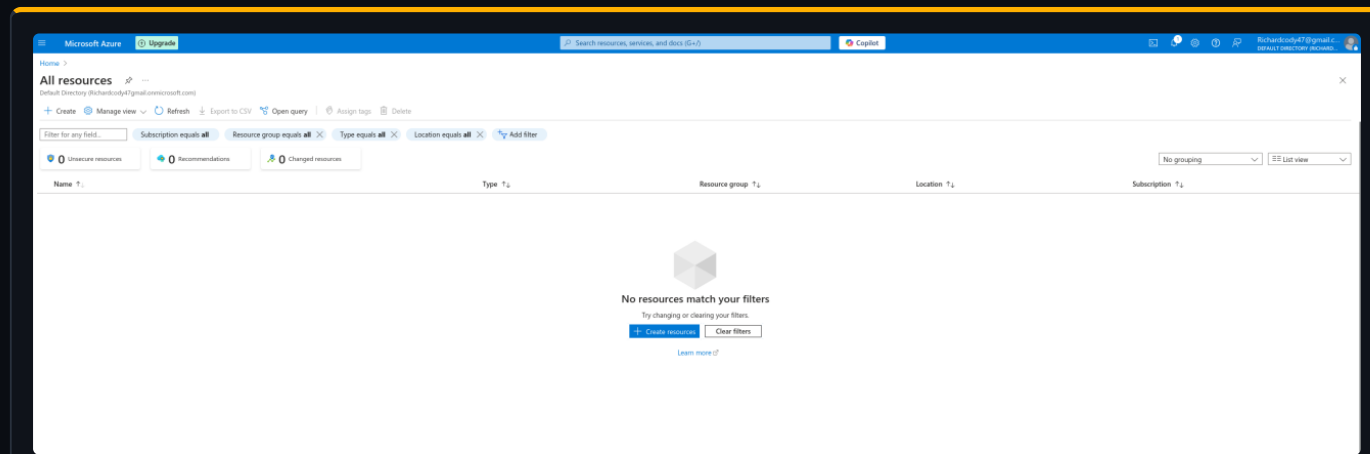 Microsoft Azure
Upgrade
Search resources, services, and docs (G+/)
Copilot
1
Richardcody47@gmail.c...
DEFAULT DIRECTORY (RICHARD...
Home >
All resources
Default Directory (Richardcody47gmail.onmicrosoft.com)
+ Create
Manage view
Refresh
Export to CSV
Open query
Assign tags
Delete
Filter for any field...
Subscription equals all
Resource group equals all
Type equals all
Location equals all
Add filter
0 Unsecure resources
0 Recommendations
0 Changed resources
No grouping
List view
Name ↑↓
Type ↑↓
Resource group ↑↓
Location ↑↓
Subscription ↑↓
No resources match your filters
Try changing or clearing your filters.
+ Create resources
Clear filters
Learn more